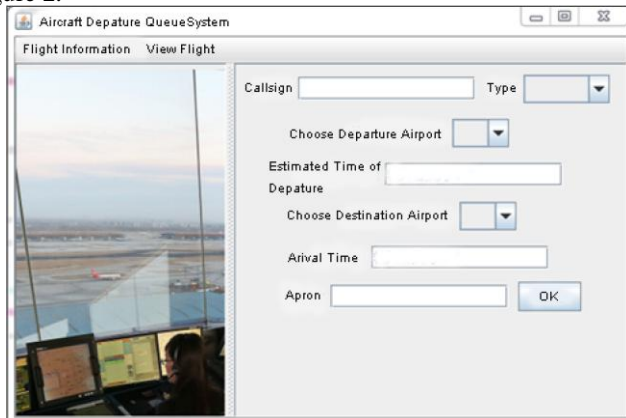 Aircraft Depature QueueSystem
Flight Information View Flight
Callsign Type
Choose Departure Airport
Estimated Time of
Depature
Choose Destination Airport
Arival Time
Apron OK